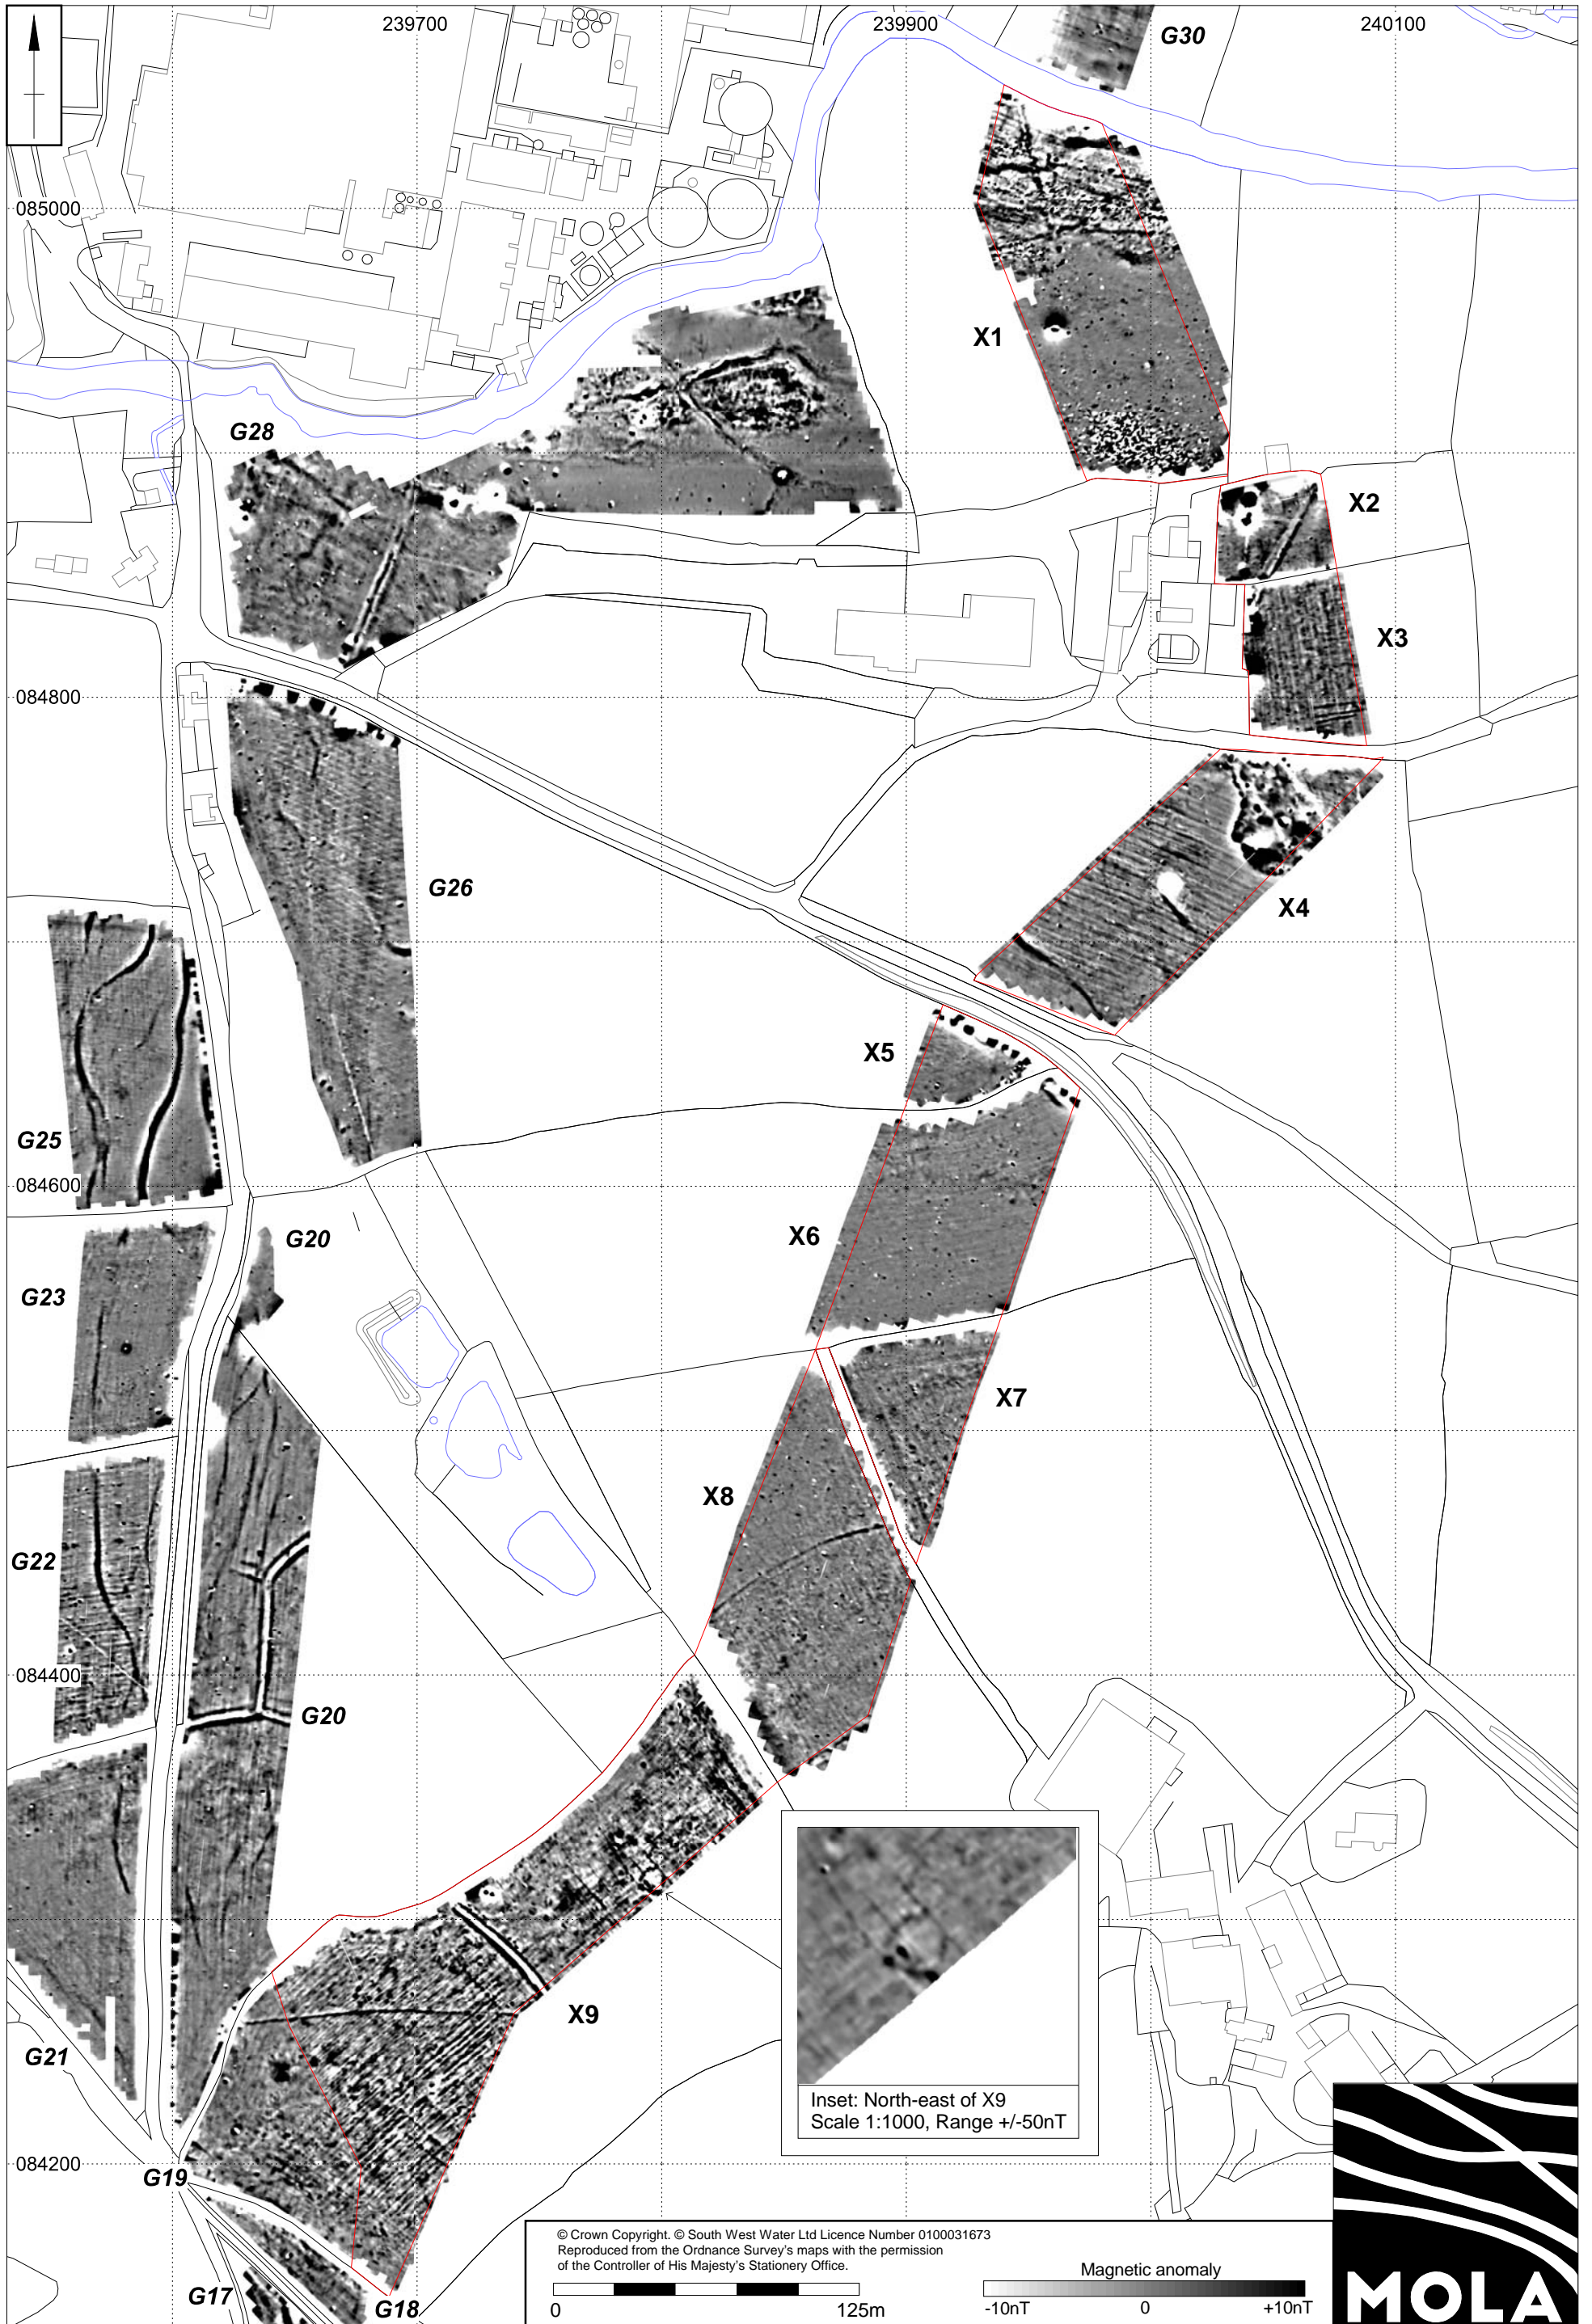 239700
239900
240100
G30
085000
X1
G28
X2
X3
084800
G26
X4
X5
G25
084600
X6
G20
G23
X7
X8
G22
084400
G20
X9
G21
Inset: North-east of X9
Scale 1:1000, Range +/-50nT
084200
G19
G17
G18
© Crown Copyright. © South West Water Ltd Licence Number 0100031673
Reproduced from the Ordnance Survey's maps with the permission
of the Controller of His Majesty's Stationery Office.
0 125m
Magnetic anomaly
-10nT 0 +10nT
MOLA